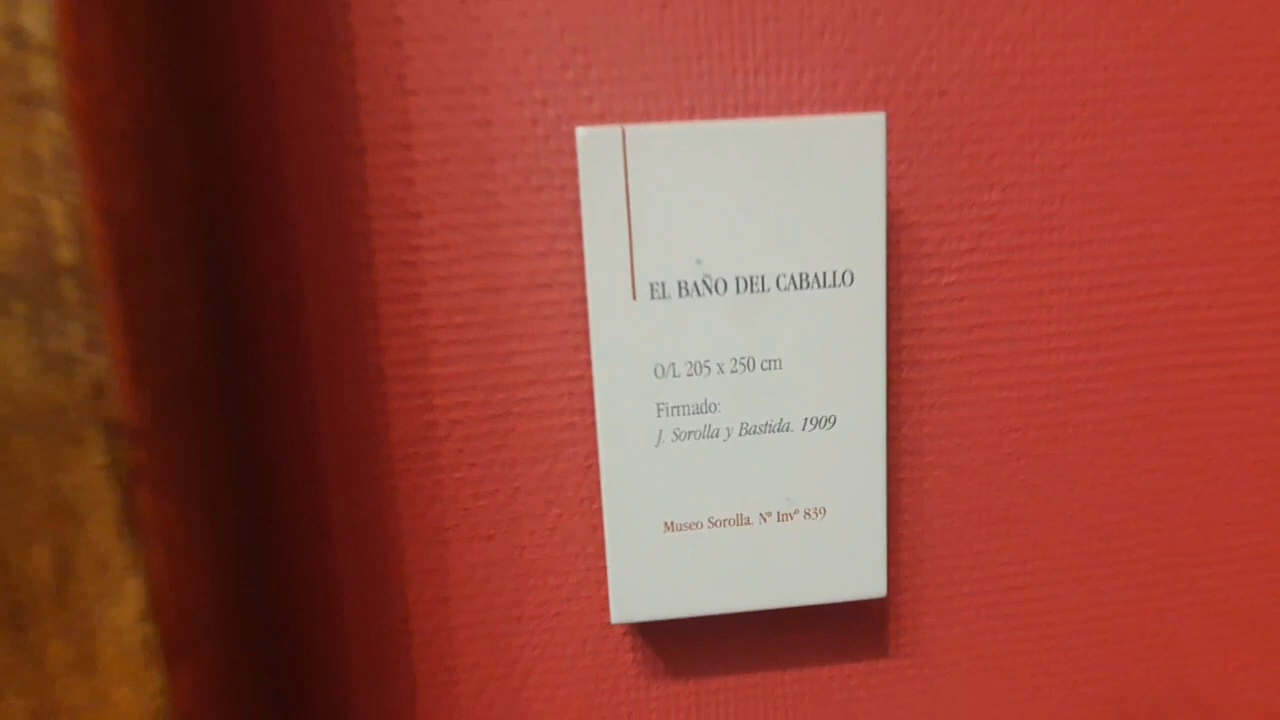 EL BAÑO DEL CABALLO
O/L 205 x 250 cm
Firmado:
J. Sorolla y Bastida. 1909
Museo Sorolla. Nº Invº 839